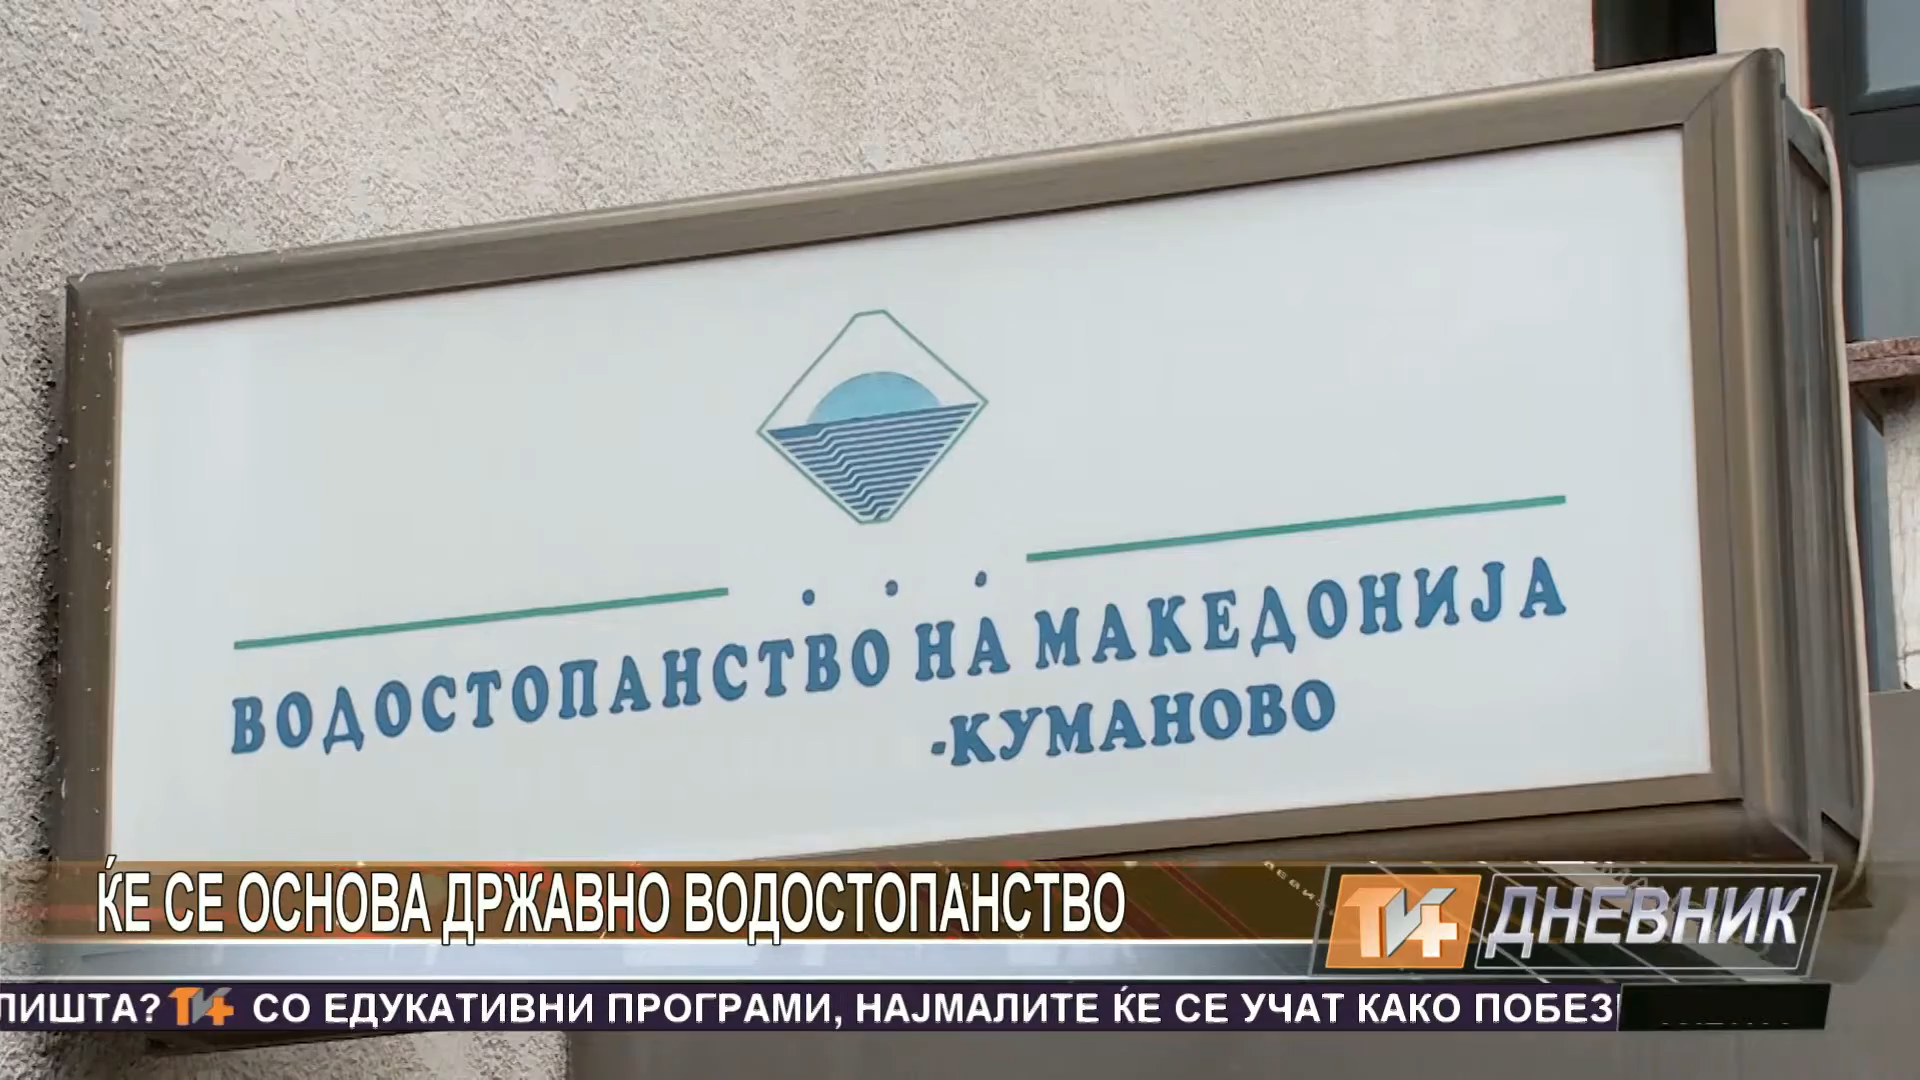 ВОДОСТОПАНСТВО НА МАКЕДОНИЈА
-КУМАНОВО
ЌЕ СЕ ОСНОВА ДРЖАВНО ВОДОСТОПАНСТВО
ДНЕВНИК
ЛИШТА? СО ЕДУКАТИВНИ ПРОГРАМИ, НАЈМАЛИТЕ ЌЕ СЕ УЧАТ КАКО ПОБЕЗ